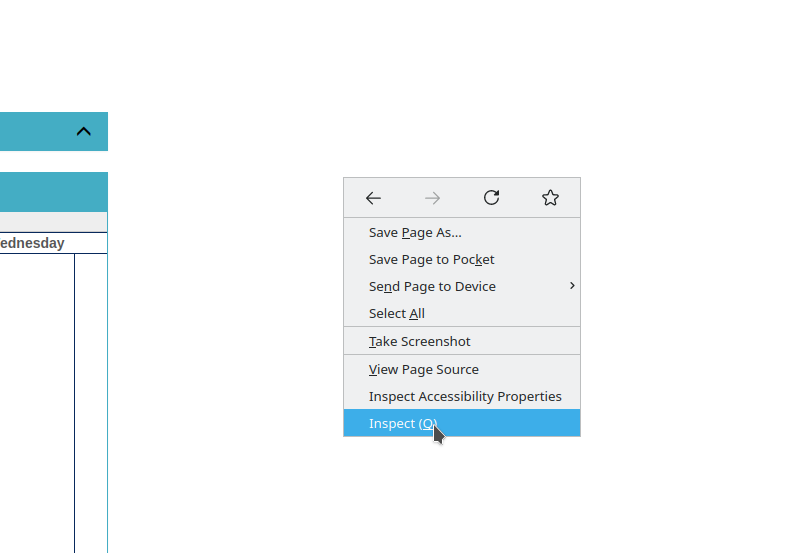 ednesday
Save Page As...
Save Page to Pocket
Send Page to Device
Select All
Take Screenshot
View Page Source
Inspect Accessibility Properties
Inspect (Q)